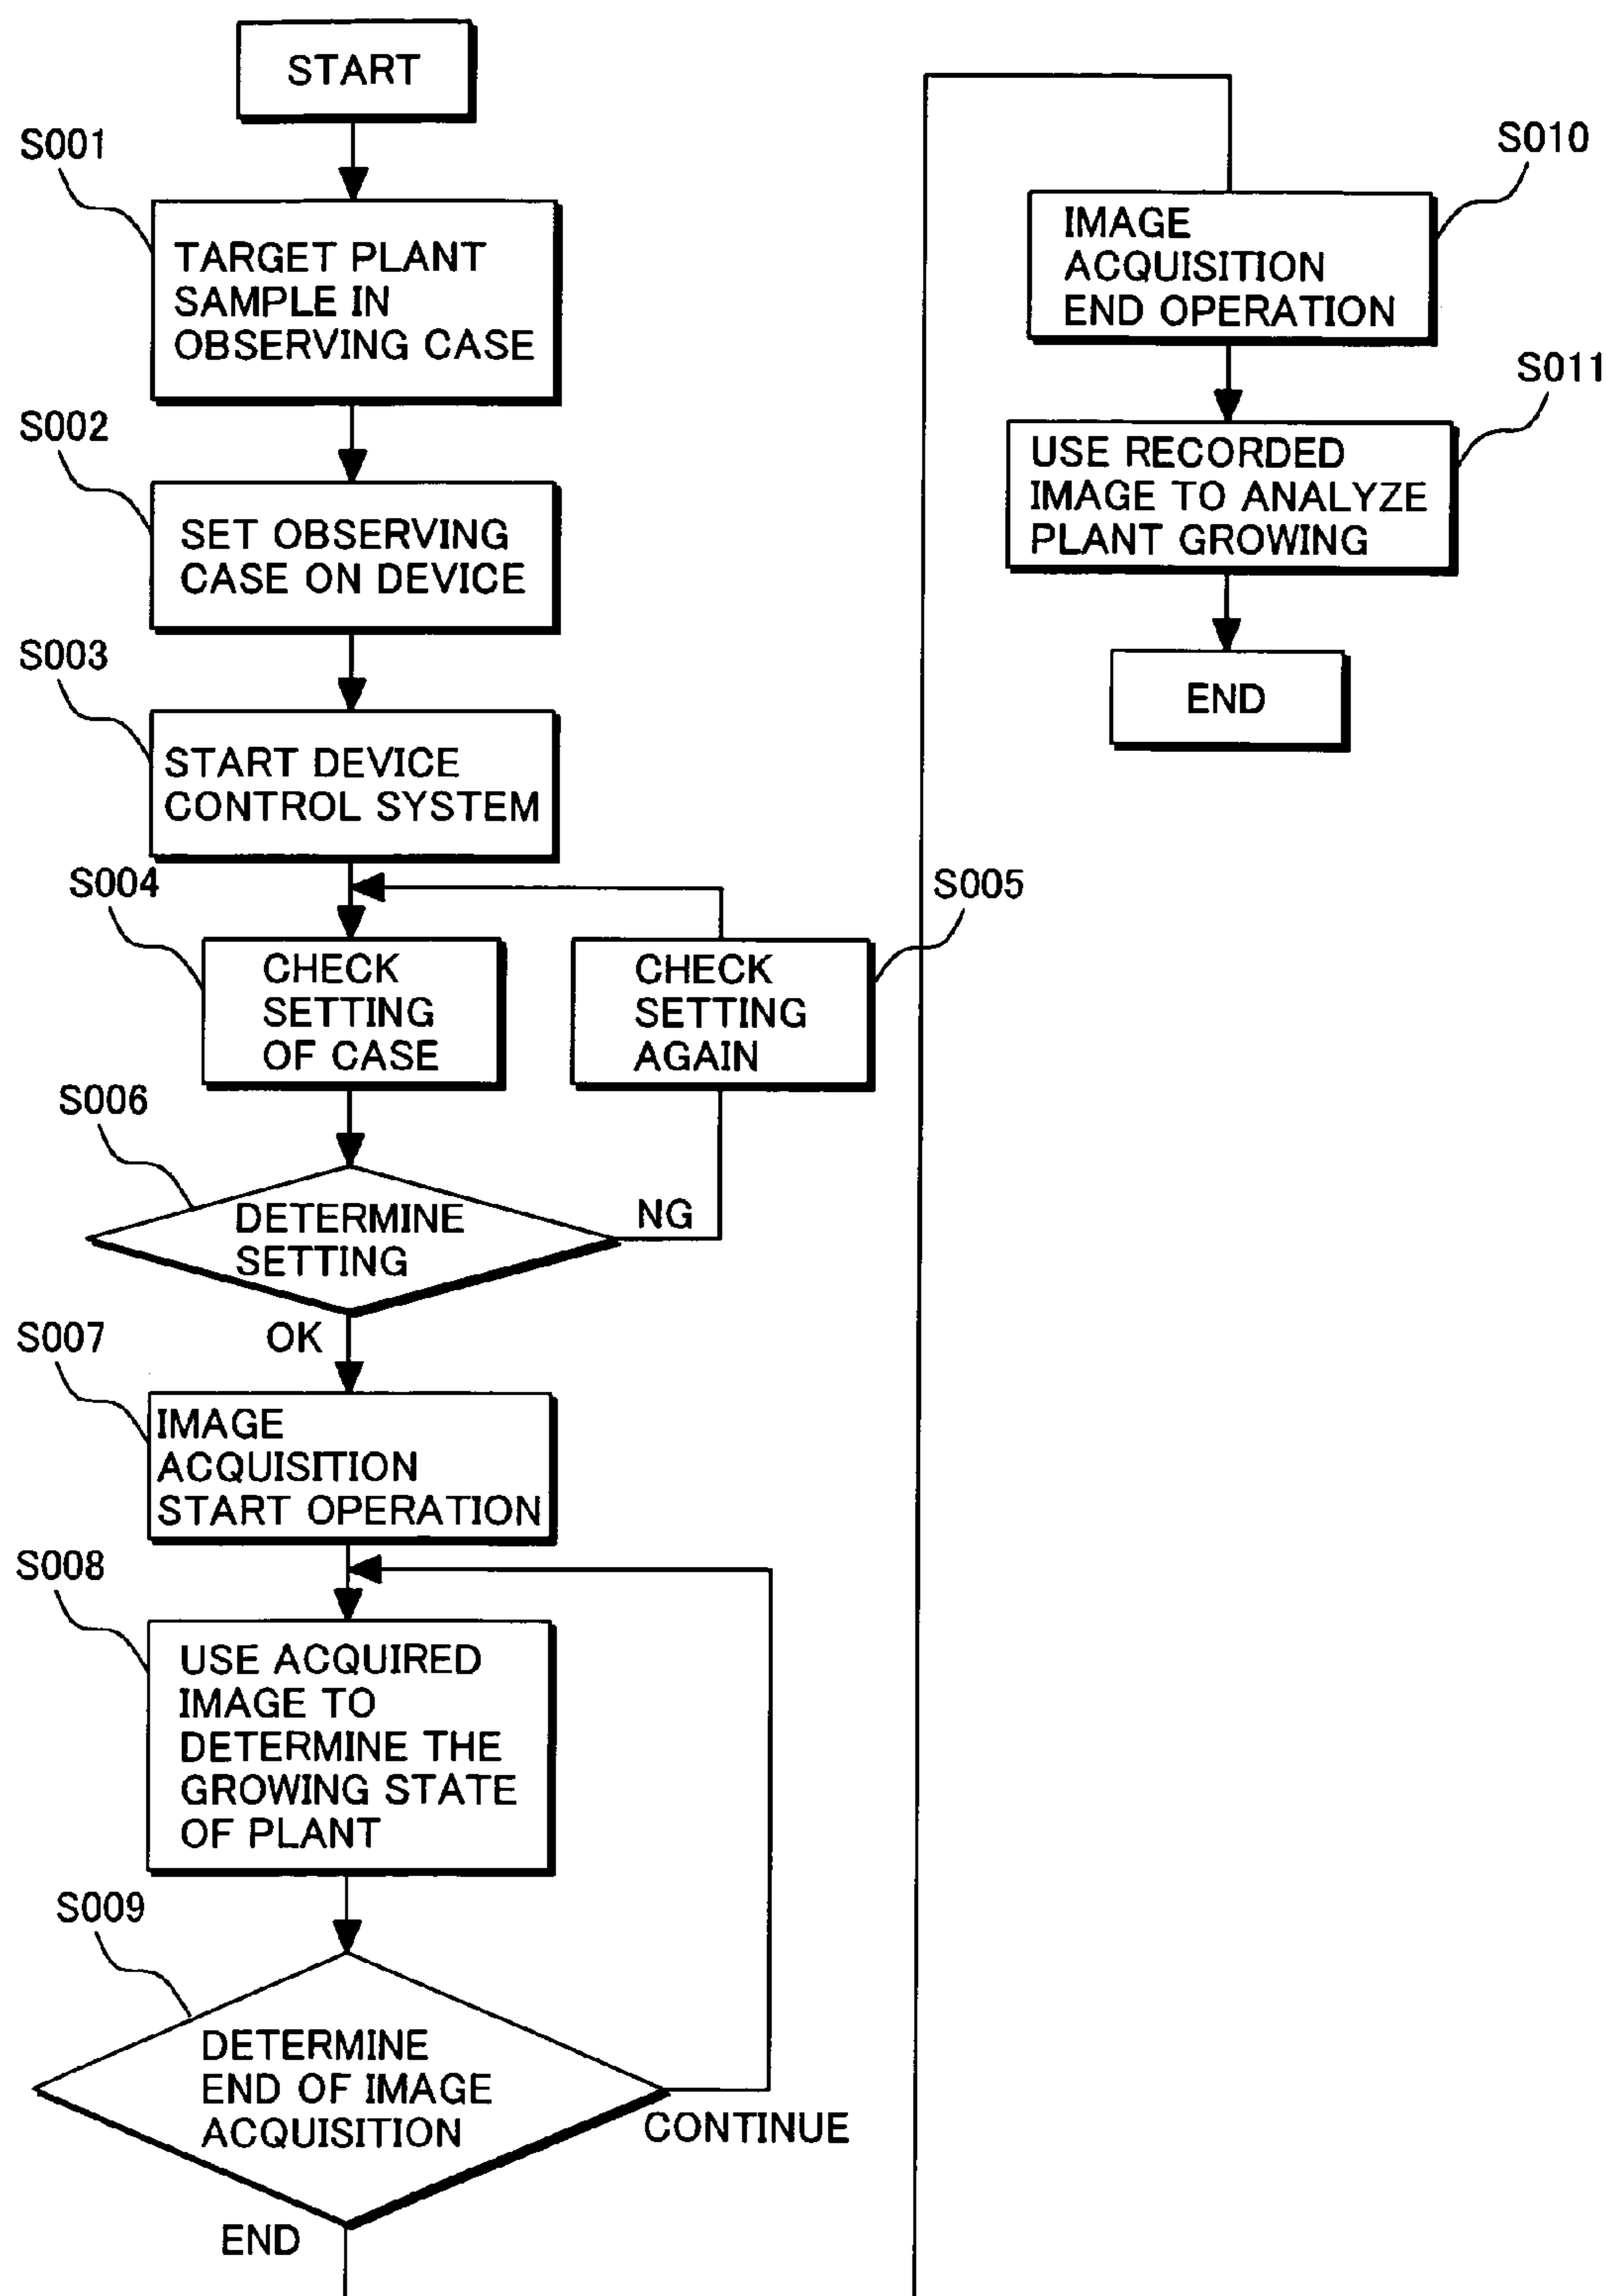 START
S001
TARGET PLANT
SAMPLE IN
OBSERVING CASE
S002
SET OBSERVING
CASE ON DEVICE
S003
START DEVICE
CONTROL SYSTEM
S004
CHECK
SETTING
OF CASE
S005
CHECK
SETTING
AGAIN
S006
DETERMINE
SETTING
NG
OK
S007
IMAGE
ACQUISITION
START OPERATION
S008
USE ACQUIRED
IMAGE TO
DETERMINE THE
GROWING STATE
OF PLANT
S009
DETERMINE
END OF IMAGE
ACQUISITION
CONTINUE
END
S010
IMAGE
ACQUISITION
END OPERATION
S011
USE RECORDED
IMAGE TO ANALYZE
PLANT GROWING
END